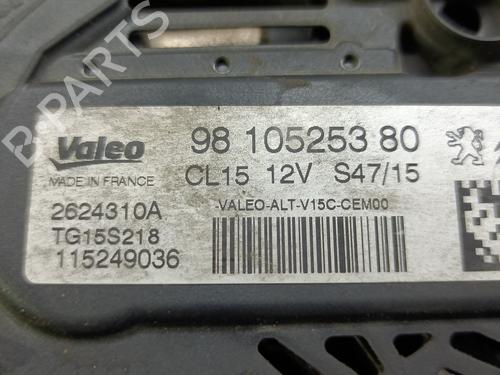 B-PARTS
Valeo
98 105253 80
MADE IN FRANCE
CL15 12V S47/15
2624310A
VALEO-ALT-V15C-CEM00
TG15S218
115249036